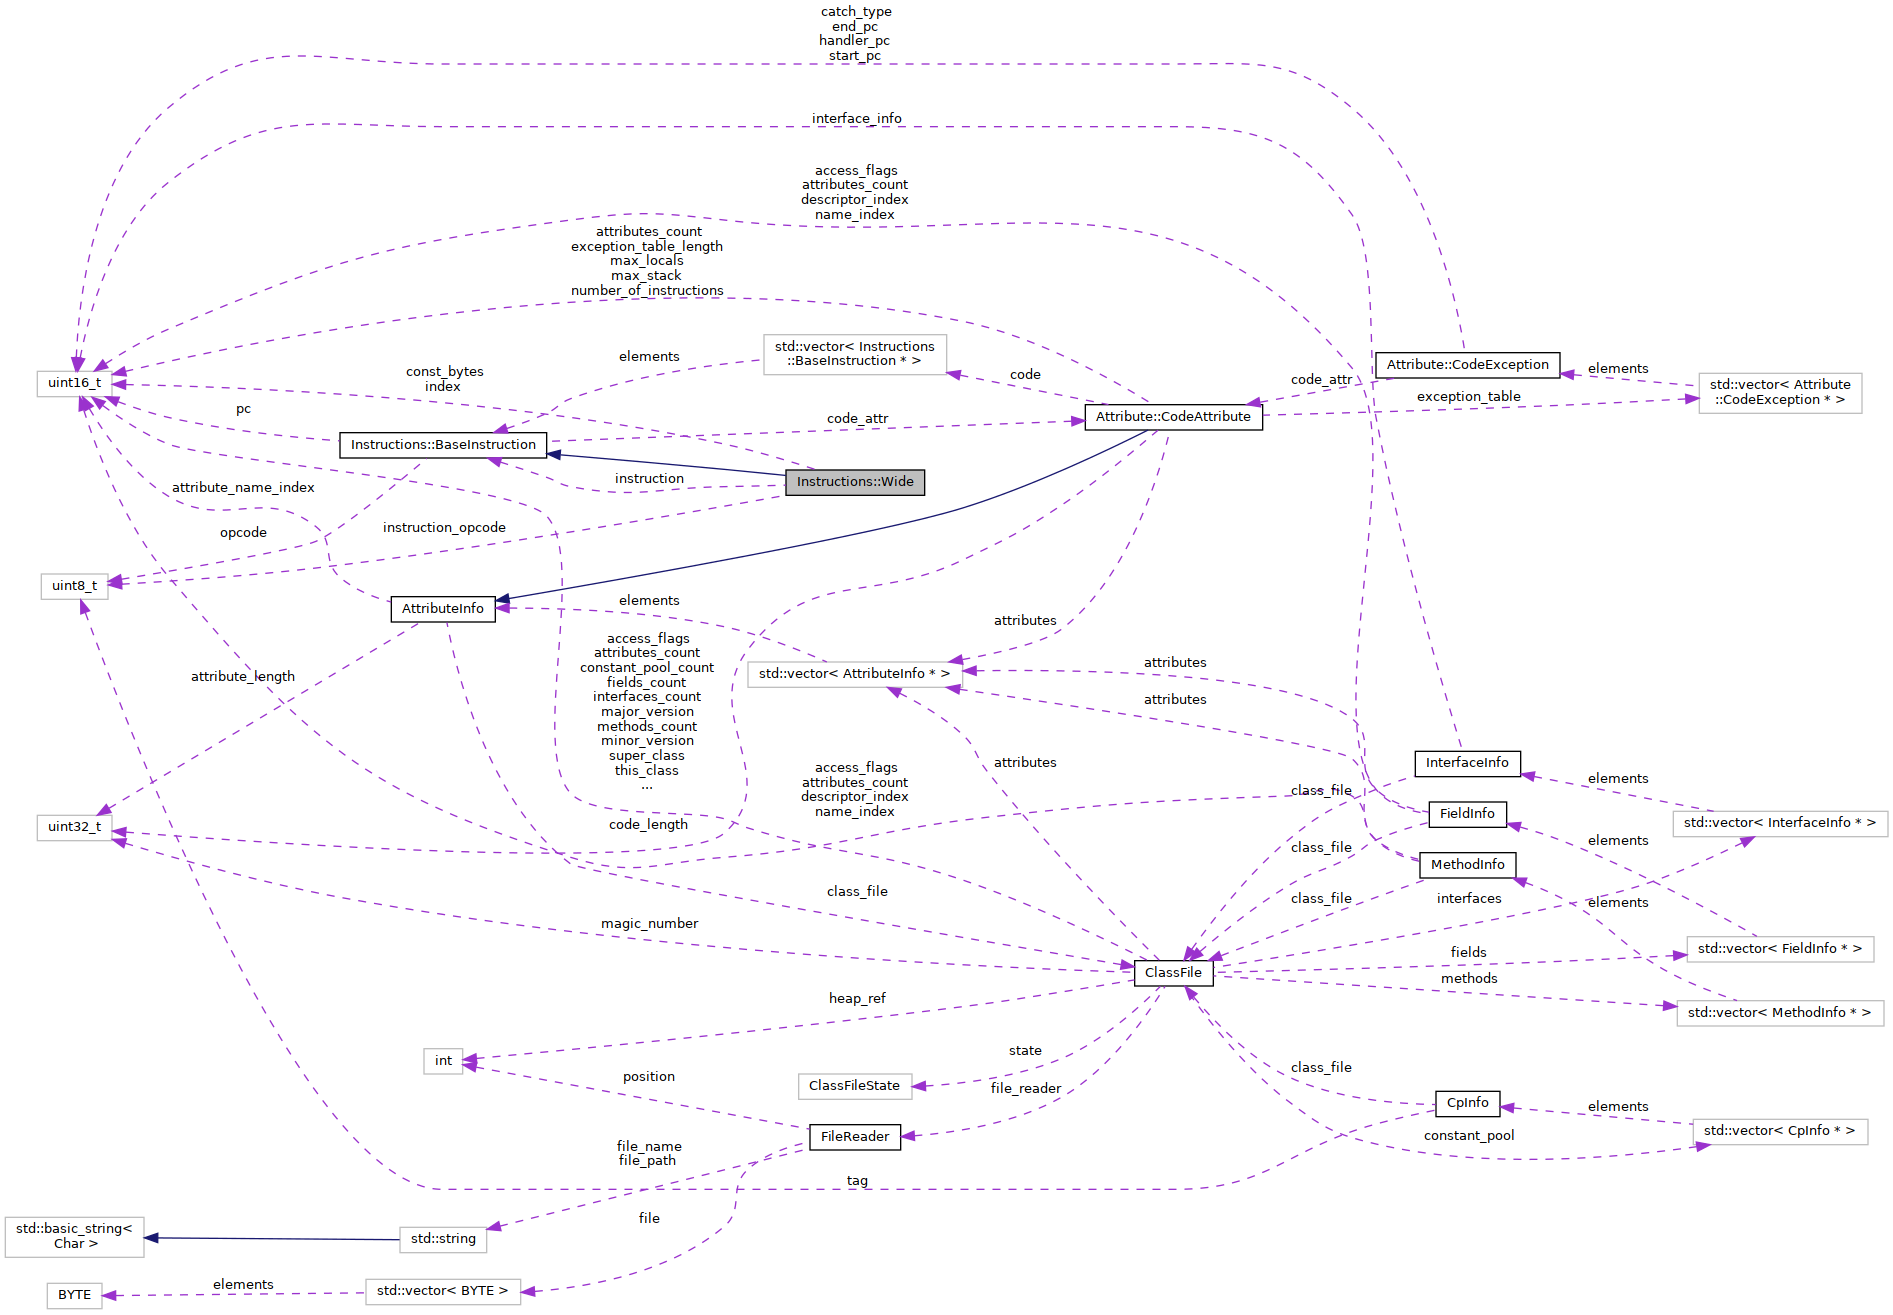 catch_type
end_pc
handler_pc
start_pc
interface_info
access_flags
attributes_count
descriptor_index
name_index
attributes_count
exception_table_length
max_locals
max_stack
number_of_instructions
std::vector< Instructions
::BaseInstruction * >
elements
const_bytes
index
uint16_t
code
Attribute::CodeException
code_attr
elements
std::vector< Attribute
::CodeException * >
exception_table
pc
Attribute::CodeAttribute
code_attr
Instructions::BaseInstruction
instruction
Instructions::Wide
attribute_name_index
instruction_opcode
opcode
uint8_t
AttributeInfo
elements
attributes
access_flags
attributes_count
constant_pool_count
fields_count
interfaces_count
major_version
methods_count
minor_version
super_class
this_class
...
attribute_length
std::vector< AttributeInfo * >
attributes
attributes
attributes
InterfaceInfo
elements
class_file
access_flags
attributes_count
descriptor_index
name_index
FieldInfo
std::vector< InterfaceInfo * >
uint32_t
code_length
elements
class_file
MethodInfo
class_file
class_file
interfaces
elements
magic_number
fields
std::vector< FieldInfo * >
ClassFile
methods
heap_ref
std::vector< MethodInfo * >
state
int
position
ClassFileState
file_reader
class_file
CpInfo
elements
std::vector< CpInfo * >
constant_pool
FileReader
file_name
file_path
tag
file
std::basic_string<
Char >
std::string
elements
BYTE
std::vector< BYTE >